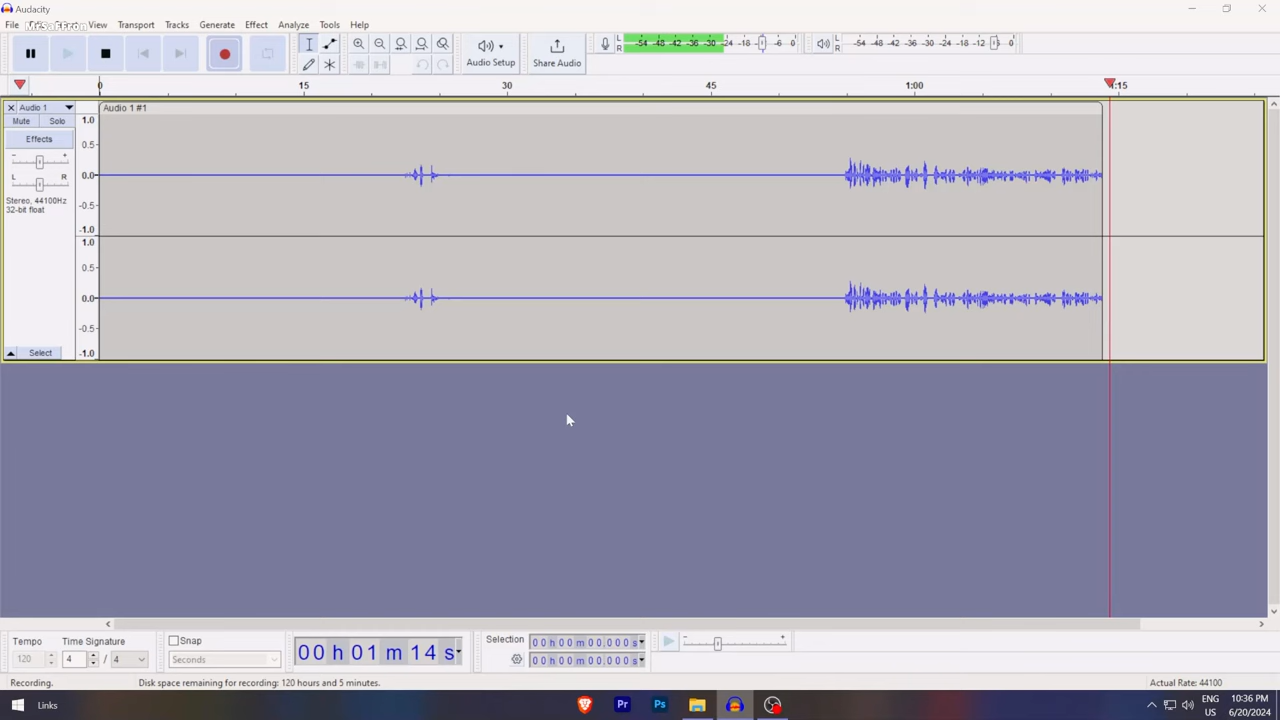 Audacity
File MrSaFFron View Transport Tracks Generate Effect Analyze Tools Help
Audio Setup
Share Audio
L
R
-54 -48 -42 -36 -30 -24 -18 -6 0
L
R
-54 -48 -42 -36 -30 -24 -18 -12 0
0 15 30 45 1:00 1:15
Audio 1
Audio 1 #1
Mute Solo
Effects
- +
L R
Stereo, 44100Hz
32-bit float
Select
1.0
0.5
0.0
-0.5
-1.0
1.0
0.5
0.0
-0.5
-1.0
Tempo
120
Time Signature
4 / 4
Snap
Seconds
00 h 01 m 14 s
Selection
00 h 00 m 00.000 s
00 h 00 m 00.000 s
- +
Recording.
Disk space remaining for recording: 120 hours and 5 minutes.
Actual Rate: 44100
Links
Pr
Ps
ENG
US
10:36 PM
6/20/2024